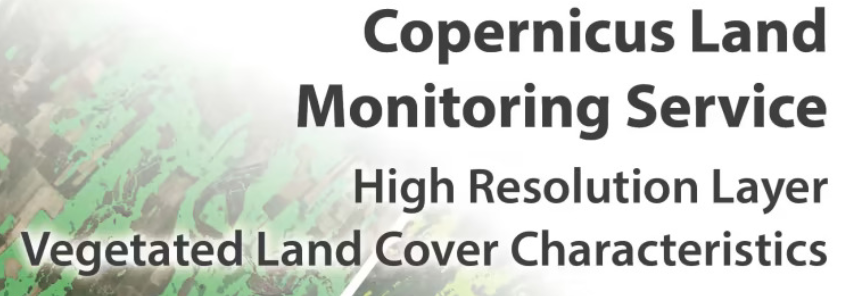 Copernicus Land
Monitoring Service
High Resolution Layer
Vegetated Land Cover Characteristics